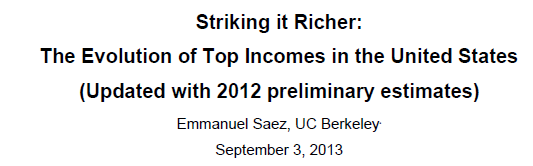 Striking it Richer:
The Evolution of Top Incomes in the United States
(Updated with 2012 preliminary estimates)
Emmanuel Saez, UC Berkeley
September 3, 2013